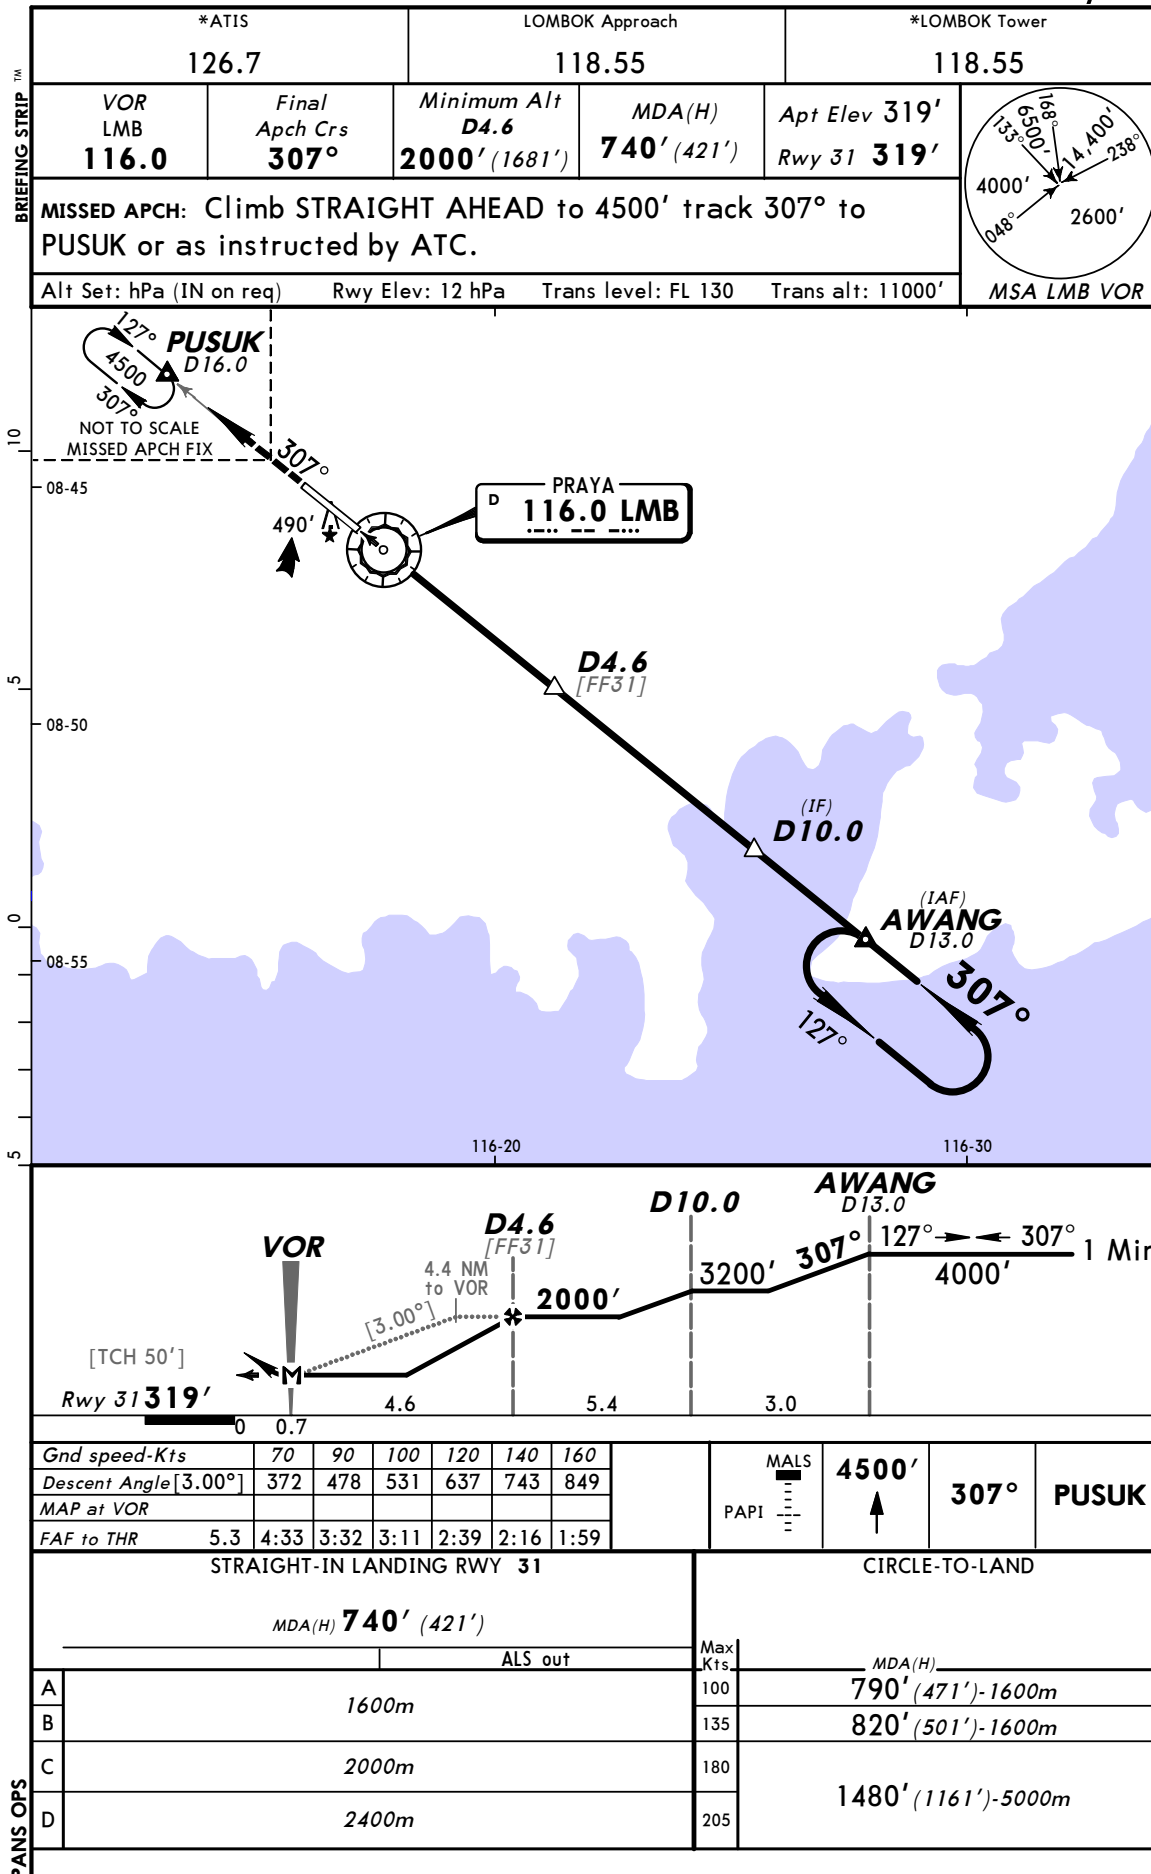 *ATIS
126.7
LOMBOK Approach
118.55
*LOMBOK Tower
118.55
BRIEFING STRIP TM
VOR
LMB
116.0
Final
Apch Crs
307°
Minimum Alt
D4.6
2000' (1681')
MDA(H)
740' (421')
Apt Elev 319'
Rwy 31 319'
MISSED APCH: Climb STRAIGHT AHEAD to 4500' track 307° to
PUSUK or as instructed by ATC.
Alt Set: hPa (IN on req) Rwy Elev: 12 hPa Trans level: FL 130 Trans alt: 11000'
168°
6500'
133°
14,400'
238°
4000'
2600'
048°
MSA LMB VOR
127°
4500
307°
PUSUK
D16.0
NOT TO SCALE
MISSED APCH FIX
307°
490'
PRAYA
D 116.0 LMB
10
08-45
5
08-50
0
08-55
5
D4.6
[FF31]
(IF)
D10.0
(IAF)
AWANG
D13.0
307°
127°
116-20
116-30
VOR
D4.6
[FF31]
D10.0
AWANG
D13.0
4.4 NM
to VOR
[3.00°]
2000'
3200'
307°
127° 307°
4000'
1 Min
[TCH 50']
Rwy 31 319'
M
4.6
5.4
3.0
0
0.7
Gnd speed-Kts 70 90 100 120 140 160
Descent Angle [3.00°] 372 478 531 637 743 849
MAP at VOR
FAF to THR 5.3 4:33 3:32 3:11 2:39 2:16 1:59
MALS
PAPI
4500'
307°
PUSUK
STRAIGHT-IN LANDING RWY 31
MDA(H) 740' (421')
ALS out
A
B
1600m
C
2000m
D
2400m
CIRCLE-TO-LAND
Max
Kts
MDA(H)
100 790' (471')-1600m
135 820' (501')-1600m
180
205
1480' (1161')-5000m
PANS OPS